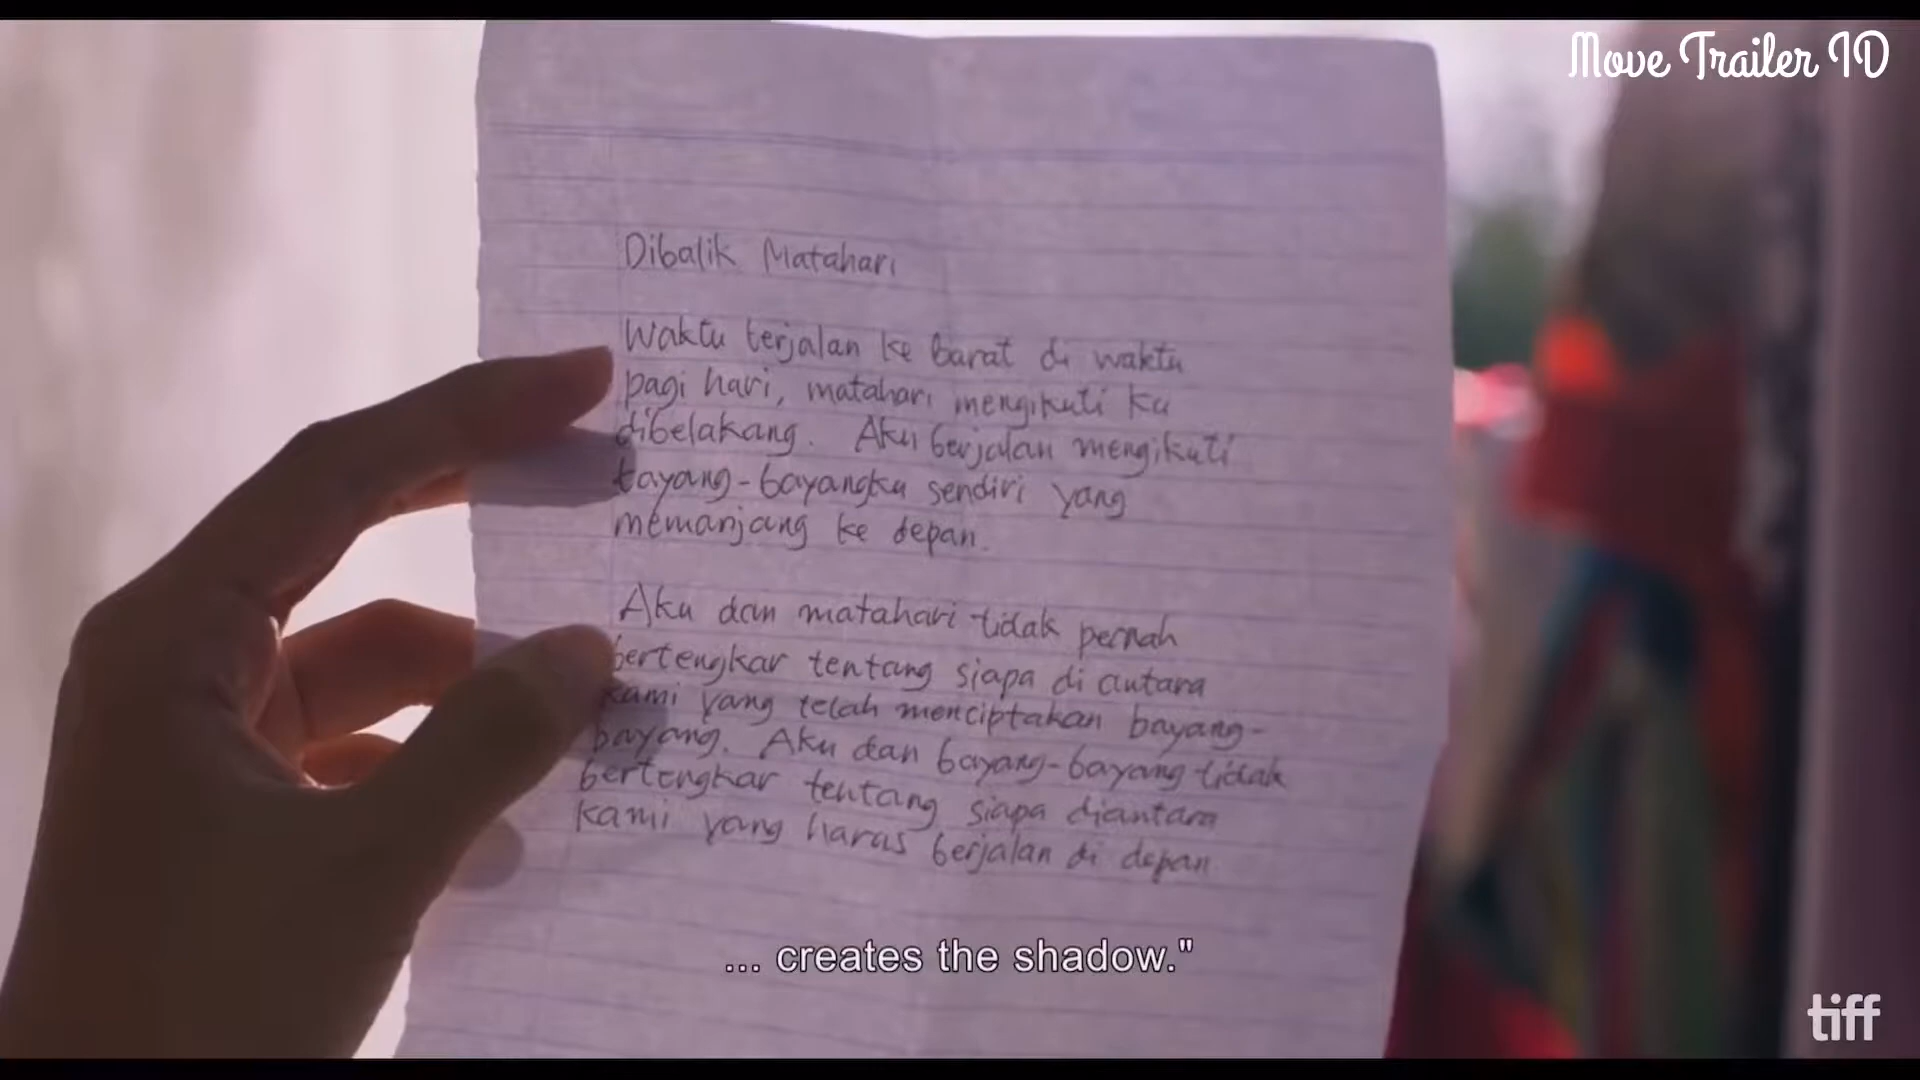 Move Trailer ID
Dibalik Matahari
Waktu terjalan ke barat di waktu
pagi hari, matahari mengikuti ku
dibelakang. Aku berjalan mengikuti
bayang-bayangku sendiri yang
memanjang ke depan.
Aku dan matahari tidak pernah
bertengkar tentang siapa di antara
kami yang telah menciptakan bayang-
bayang. Aku dan bayang-bayang tidak
bertengkar tentang siapa diantara
kami yang harus berjalan di depan
... creates the shadow."
tiff